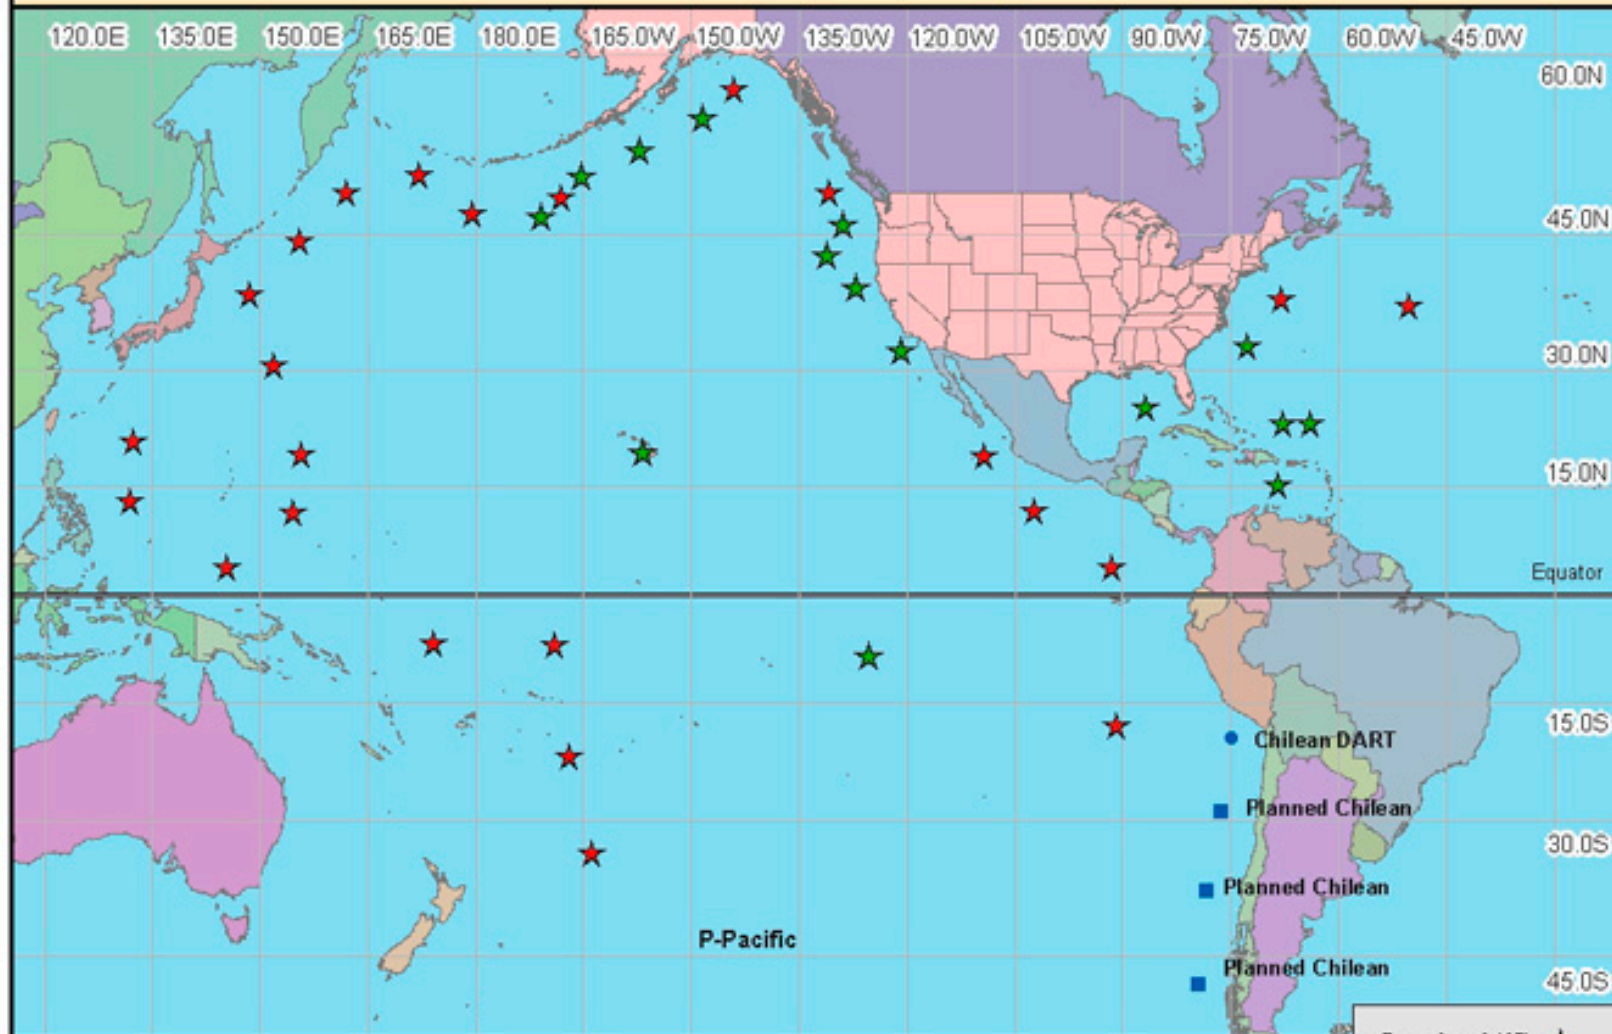 120.0E 135.0E 150.0E 165.0E 180.0E 165.0W 150.0W 135.0W 120.0W 105.0W 90.0W 75.0W 60.0W 45.0W
60.0N
45.0N
30.0N
15.0N
Equator
15.0S
Chilean DART
Planned Chilean
30.0S
Planned Chilean
P-Pacific
Planned Chilean
45.0S